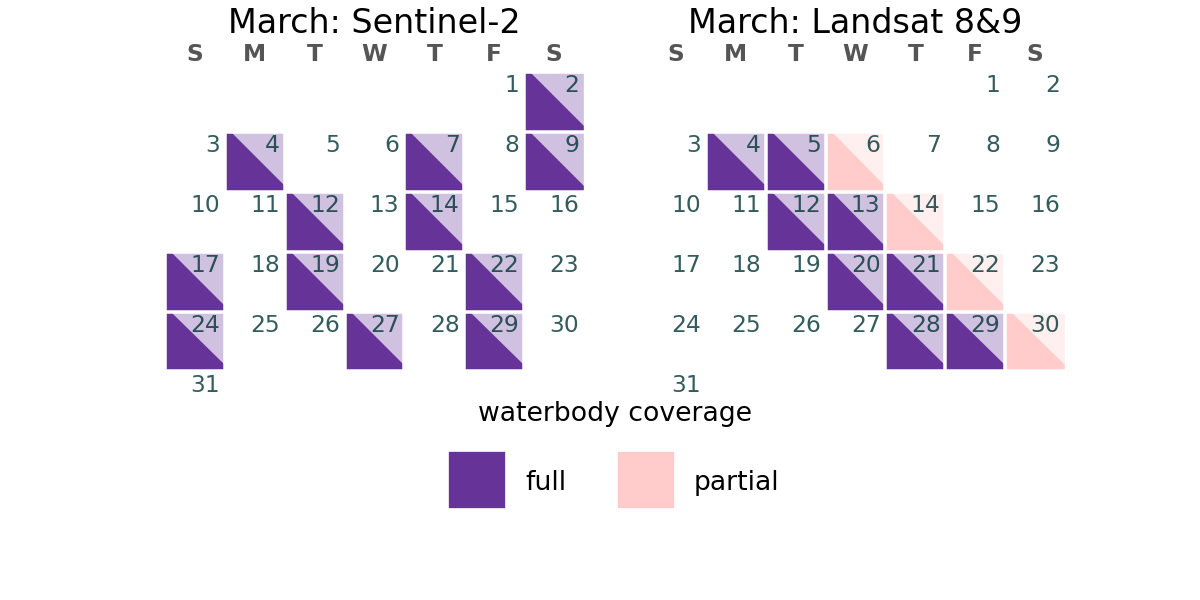 March: Sentinel-2
S M T W T F S
1 2
3 4 5 6 7 8 9
10 11 12 13 14 15 16
17 18 19 20 21 22 23
24 25 26 27 28 29 30
31
March: Landsat 8&9
S M T W T F S
1 2
3 4 5 6 7 8 9
10 11 12 13 14 15 16
17 18 19 20 21 22 23
24 25 26 27 28 29 30
31
waterbody coverage
full partial